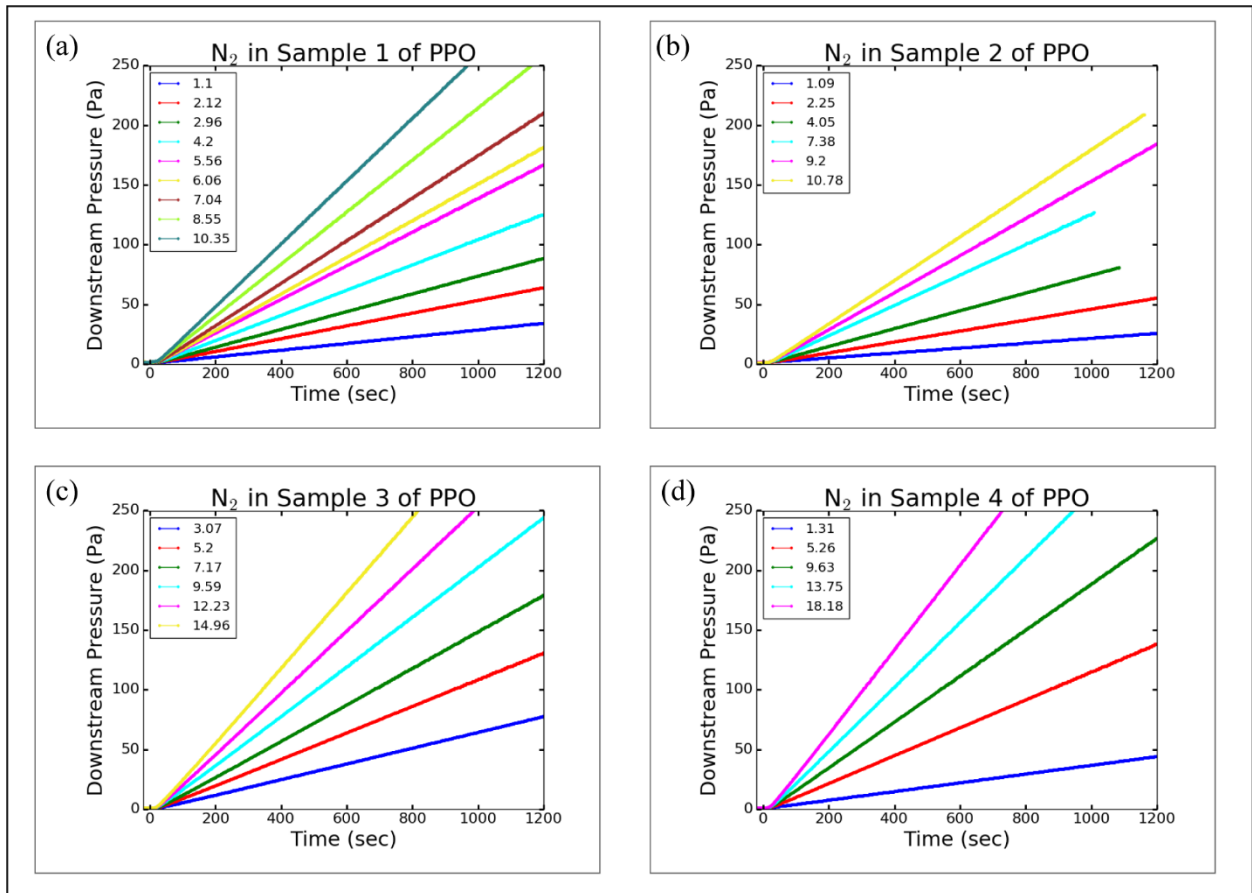 (a)
N₂ in Sample 1 of PPO
Downstream Pressure (Pa)
250
200
150
100
50
0
1.1
2.12
2.96
4.2
5.56
6.06
7.04
8.55
10.35
0 200 400 600 800 1000 1200
Time (sec)
(b)
N₂ in Sample 2 of PPO
Downstream Pressure (Pa)
250
200
150
100
50
0
1.09
2.25
4.05
7.38
9.2
10.78
0 200 400 600 800 1000 1200
Time (sec)
(c)
N₂ in Sample 3 of PPO
Downstream Pressure (Pa)
250
200
150
100
50
0
3.07
5.2
7.17
9.59
12.23
14.96
0 200 400 600 800 1000 1200
Time (sec)
(d)
N₂ in Sample 4 of PPO
Downstream Pressure (Pa)
250
200
150
100
50
0
1.31
5.26
9.63
13.75
18.18
0 200 400 600 800 1000 1200
Time (sec)